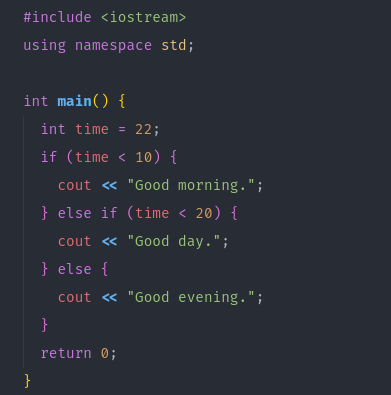 #include <iostream>
using namespace std;

int main() {
  int time = 22;
  if (time < 10) {
    cout << "Good morning.";
  } else if (time < 20) {
    cout << "Good day.";
  } else {
    cout << "Good evening.";
  }
  return 0;
}